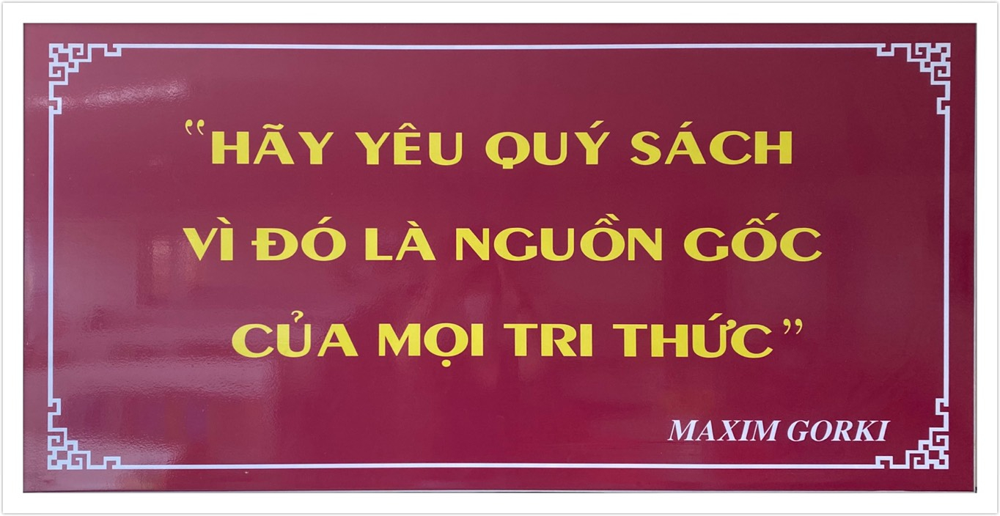 “HÃY YÊU QUÝ SÁCH
VÌ ĐÓ LÀ NGUỒN GỐC
CỦA MỌI TRI THỨC”
MAXIM GORKI